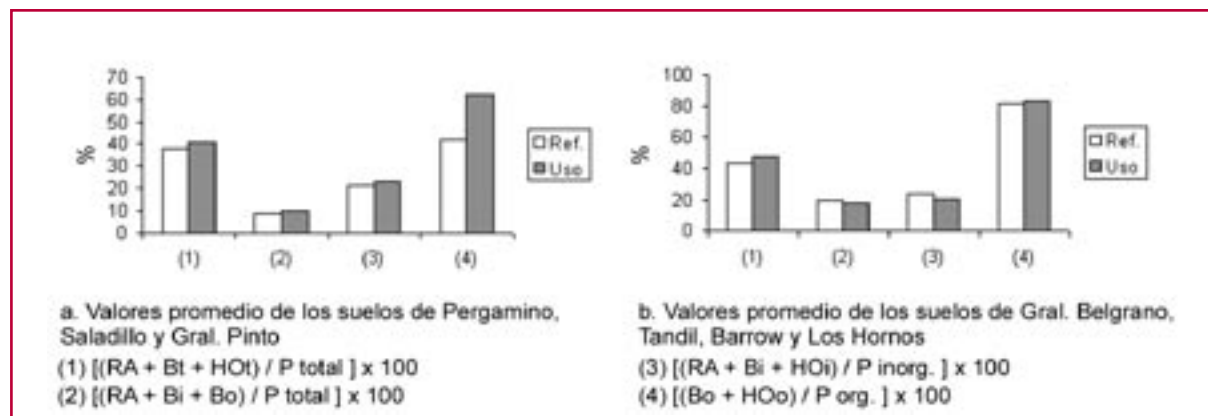 70
60
50
40
30
20
10
0
%
(1) (2) (3) (4)
Ref.
Uso
100
80
60
40
20
0
%
(1) (2) (3) (4)
Ref.
Uso
a. Valores promedio de los suelos de Pergamino,
Saladillo y Gral. Pinto
(1) [(RA + Bt + HOt) / P total ] x 100
(2) [(RA + Bi + Bo) / P total ] x 100
b. Valores promedio de los suelos de Gral. Belgrano,
Tandil, Barrow y Los Hornos
(3) [(RA + Bi + HOi) / P inorg. ] x 100
(4) [(Bo + HOo) / P org. ] x 100